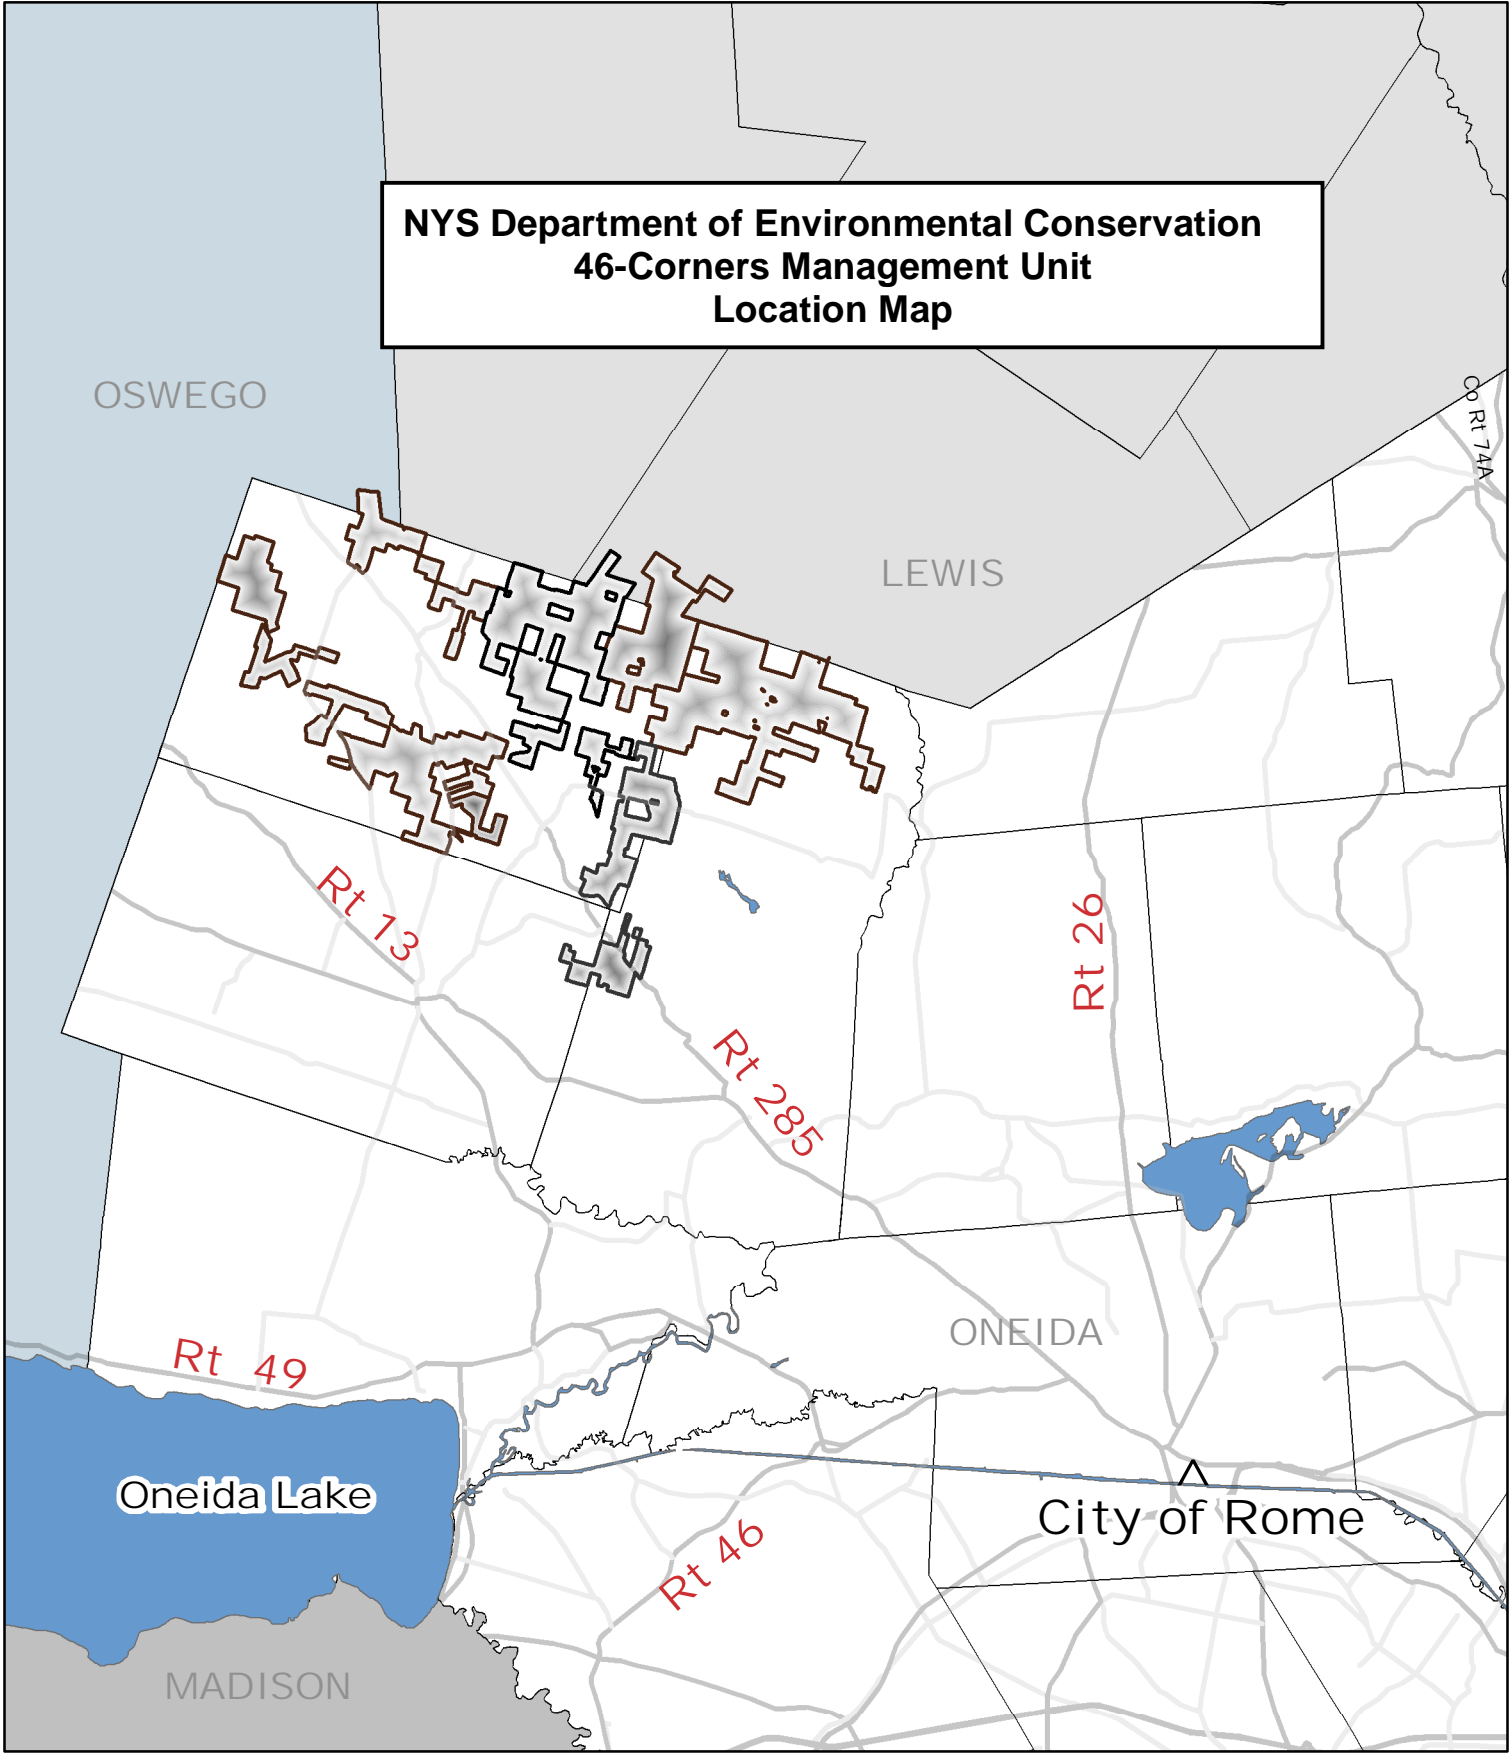 NYS Department of Environmental Conservation
46-Corners Management Unit
Location Map
OSWEGO
Co Rt 74A
LEWIS
Rt 13
Rt 26
Rt 285
ONEIDA
Rt 49
Oneida Lake
City of Rome
Rt 46
MADISON